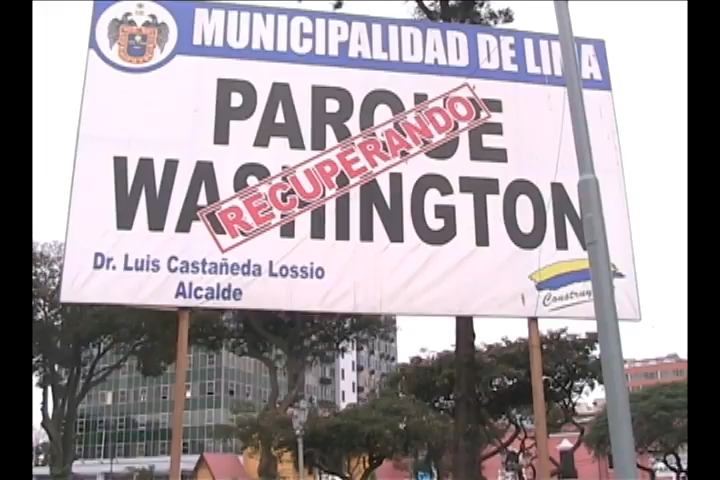 MUNICIPALIDAD DE LIMA
PARQUE
WASHINGTON
RECUPERANDO
Dr. Luis Castañeda Lossio
Alcalde